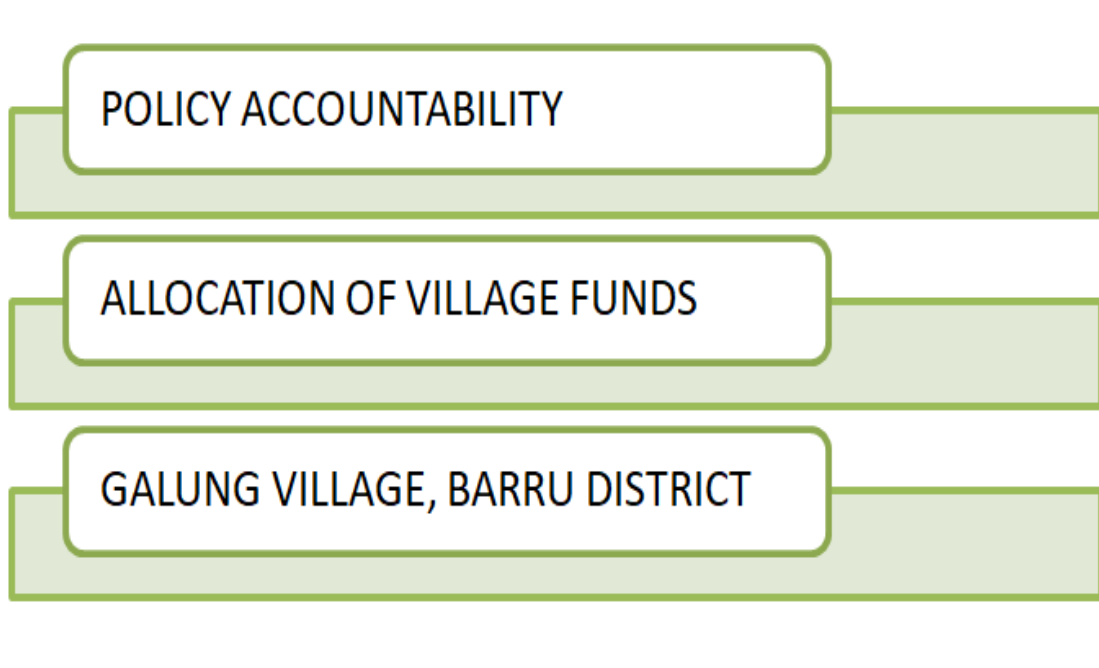 POLICY ACCOUNTABILITY
ALLOCATION OF VILLAGE FUNDS
GALUNG VILLAGE, BARRU DISTRICT